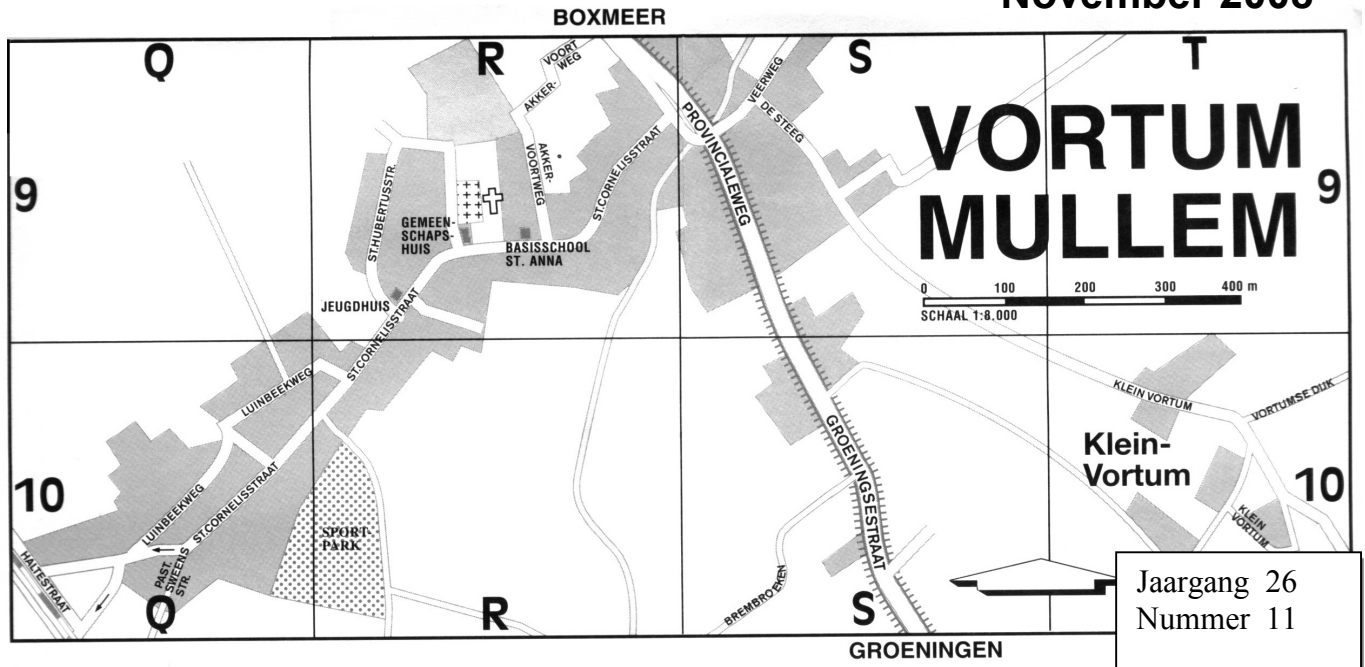 November 2008
BOXMEER
Q
R
S
T
VOORT
WEG
AKKER-
VEERWEG
DE STEEG
PROVINCIALEWEG
VORTUM
MULLEM
9
9
ST.HUBERTUSSTR.
AKKER-
VOORTWEG
ST.CORNELISSTRAAT
GEMEEN-
SCHAPS-
HUIS
BASISSCHOOL
ST. ANNA
JEUGDHUIS
ST.CORNELISSTRAAT
0 100 200 300 400 m
SCHAAL 1:8.000
LUINBEEKWEG
KLEIN VORTUM
VORTUMSE DIJK
Klein-
Vortum
10
10
GROENINGSESTRAAT
LUINBEEKWEG
ST.CORNELISSTRAAT
SPORT-
PARK
KLEIN
VORTUM
HALTESTRAAT
PAST.
SWEENS
STR.
BREMBROEKEN
Q
R
S
Jaargang 26
Nummer 11
GROENINGEN